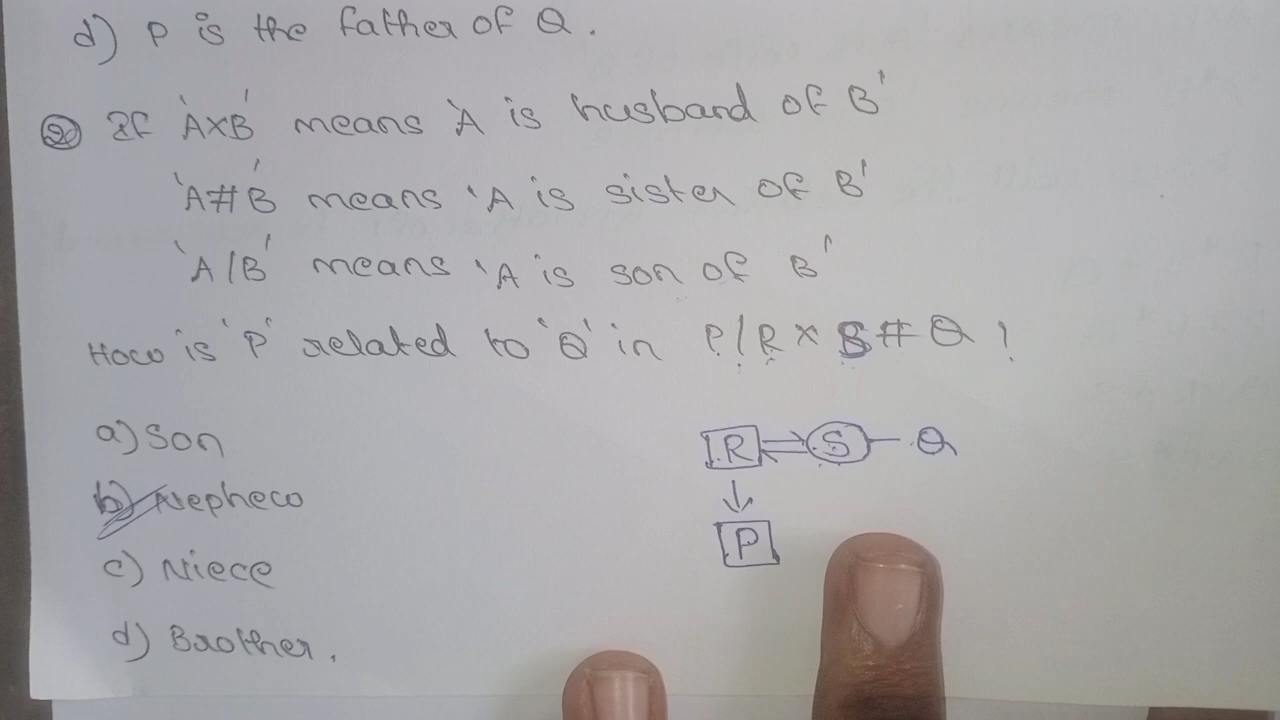 d) P is the father of Q.
② If 'A×B' means 'A is husband of B'
'A#B' means 'A is sister of B'
'A/B' means 'A is son of B'
How is 'P' related to 'Q' in P/R × S # Q ?
a) Son
b) Nephew
c) Niece
d) Brother.
R ⇌ S — Q
↓
P